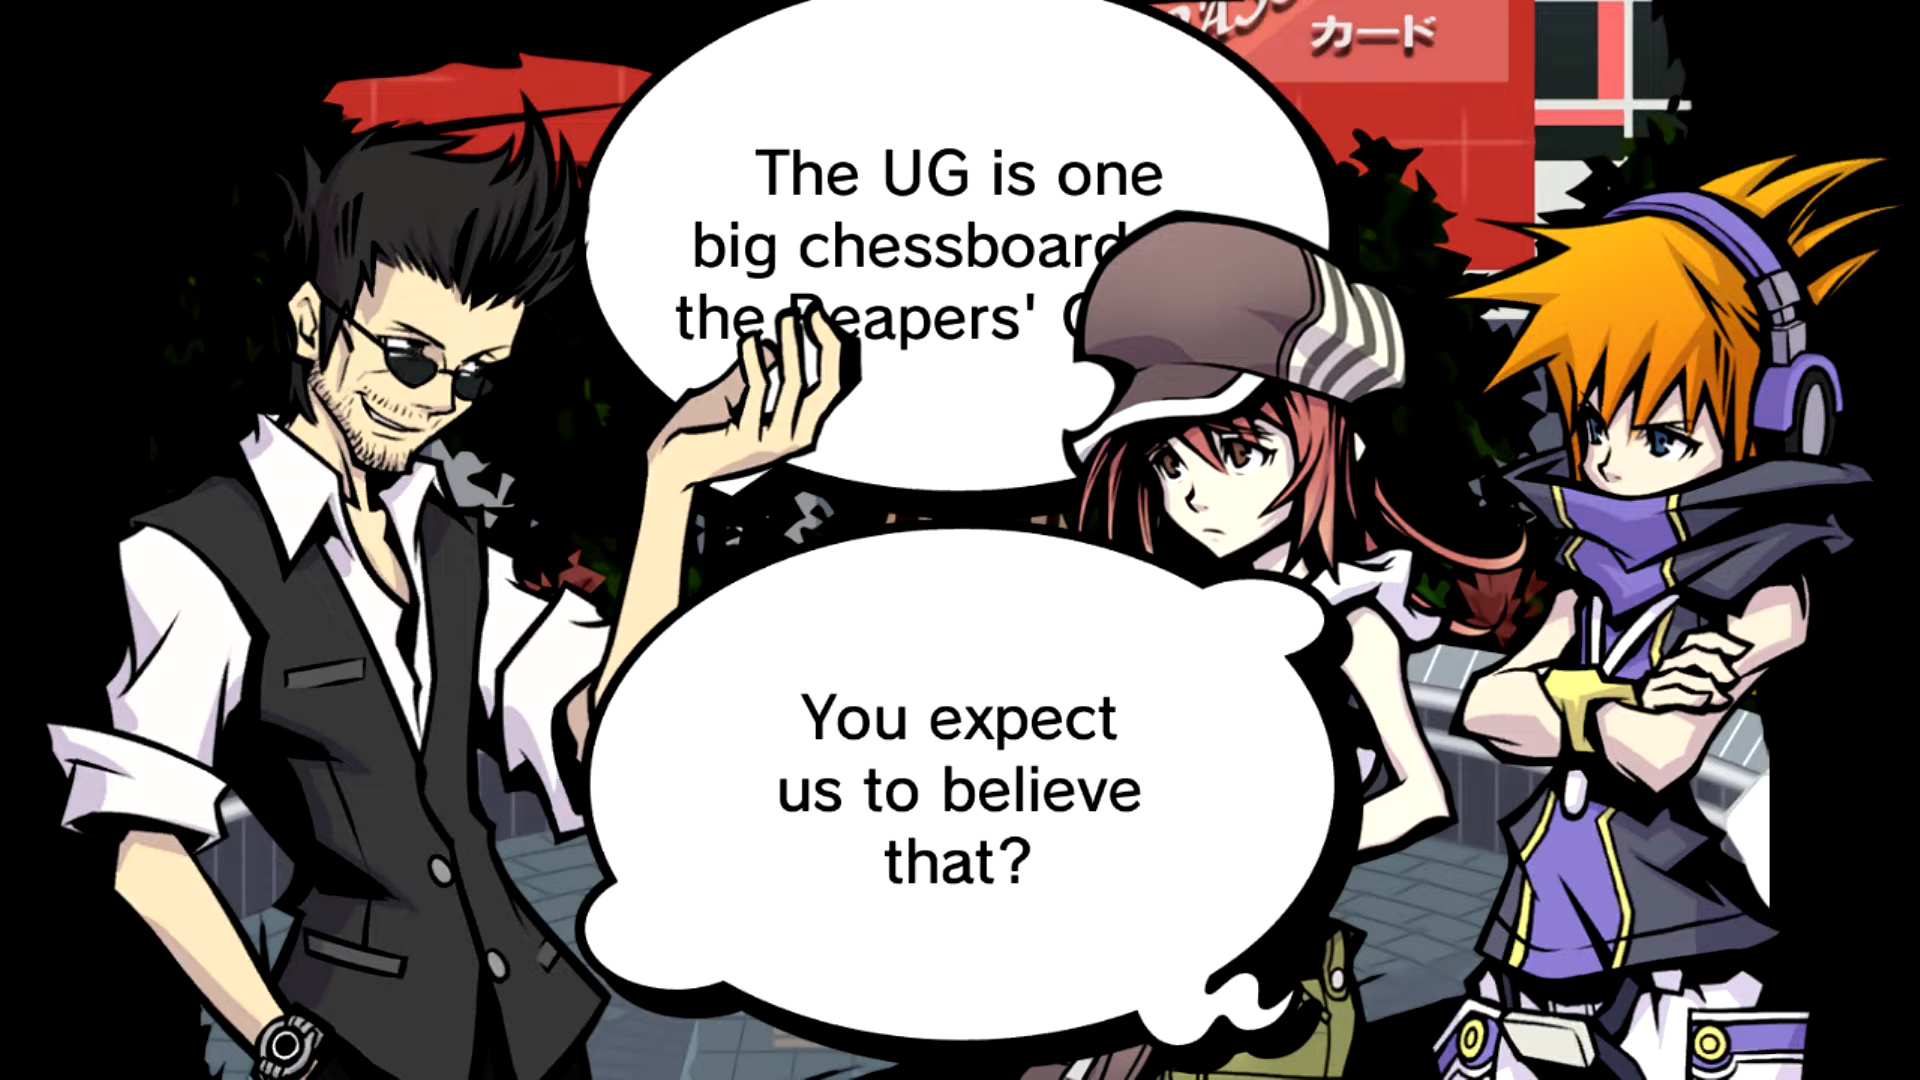 カード
The UG is one
big chessboard
the Reapers'
You expect
us to believe
that?